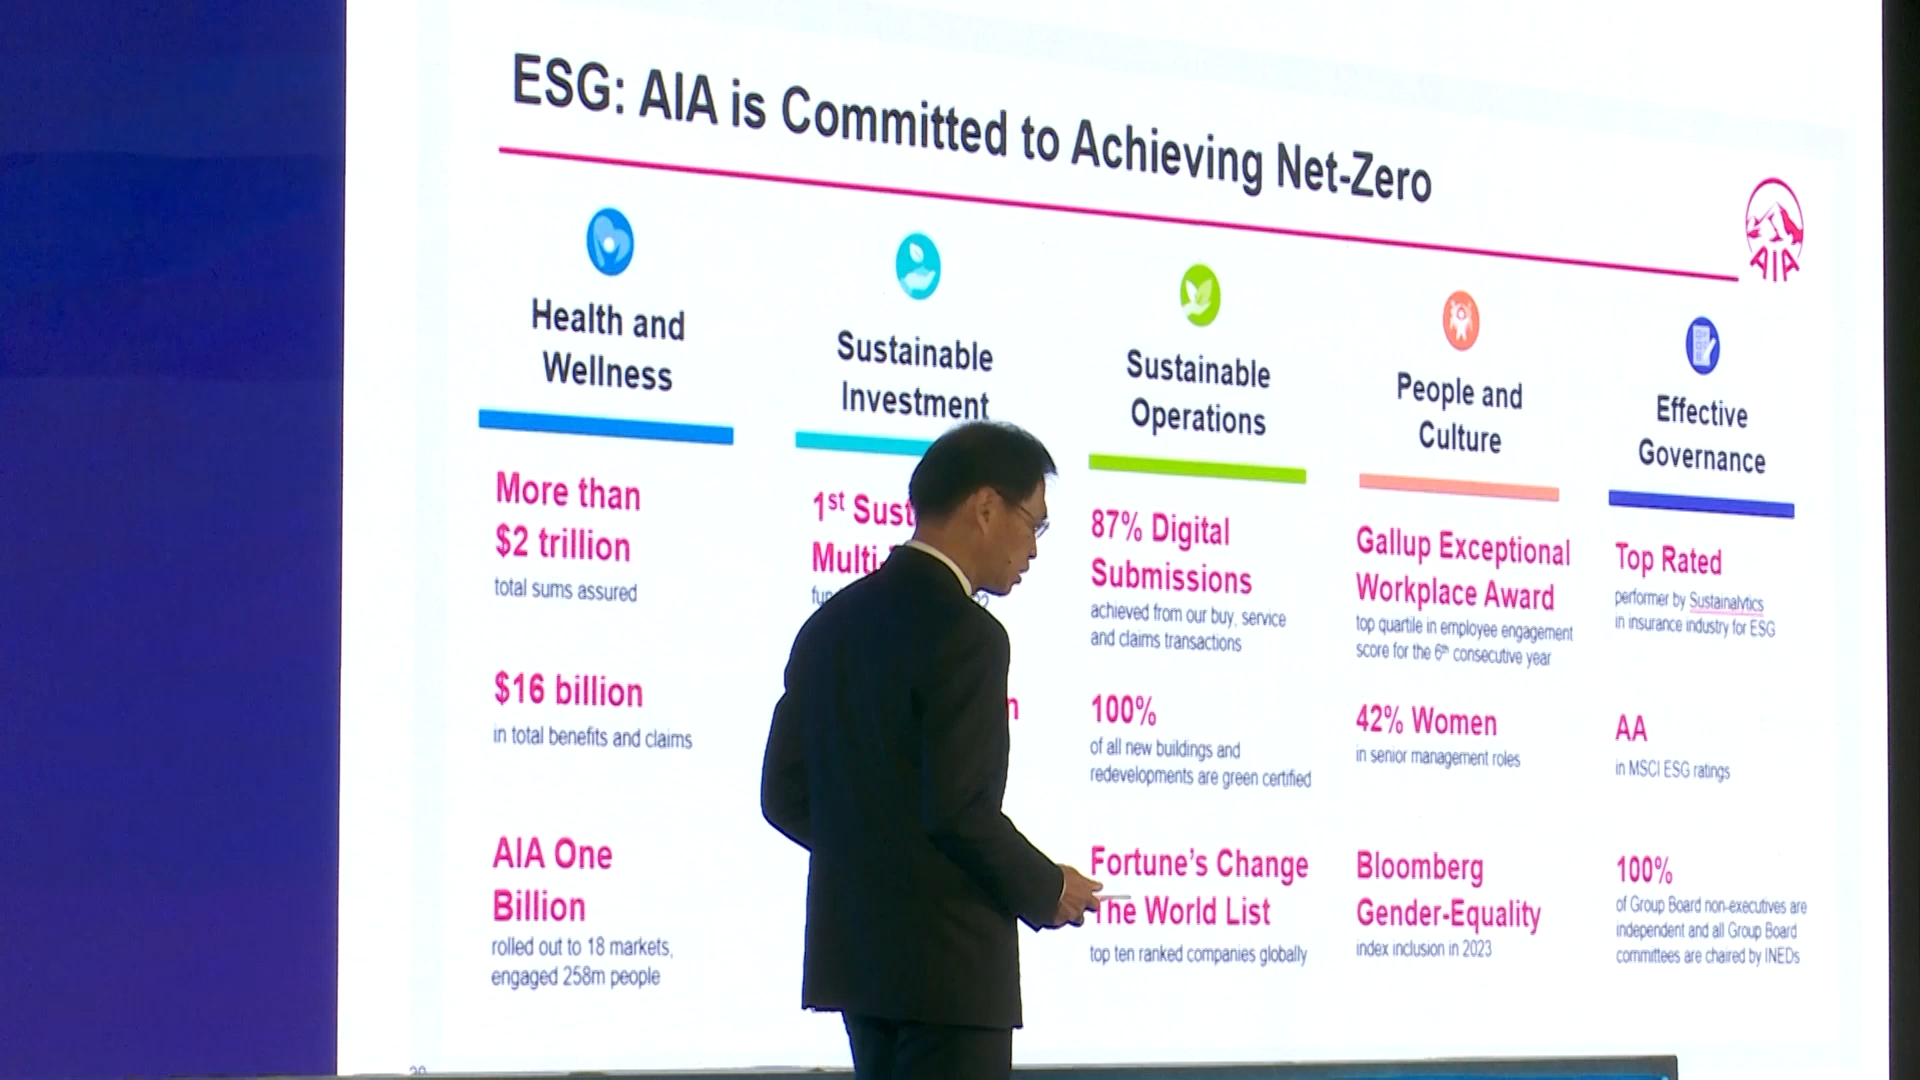 ESG: AIA is Committed to Achieving Net-Zero
AIA
Health and
Wellness
More than
$2 trillion
total sums assured
$16 billion
in total benefits and claims
AIA One
Billion
rolled out to 18 markets,
engaged 258m people
Sustainable
Investment
1st
Sustainable
Operations
87% Digital
Submissions
achieved from our buy, service
and claims transactions
100%
of all new buildings and
redevelopments are green certified
Fortune's Change
The World List
top ten ranked companies globally
People and
Culture
Gallup Exceptional
Workplace Award
top quartile in employee engagement
score for the 6th consecutive year
42% Women
in senior management roles
Bloomberg
Gender-Equality
index inclusion in 2023
Effective
Governance
Top Rated
performer by Sustainalytics
in insurance industry for ESG
AA
in MSCI ESG ratings
100%
of Group Board non-executives are
independent and all Group Board
committees are chaired by INEDs